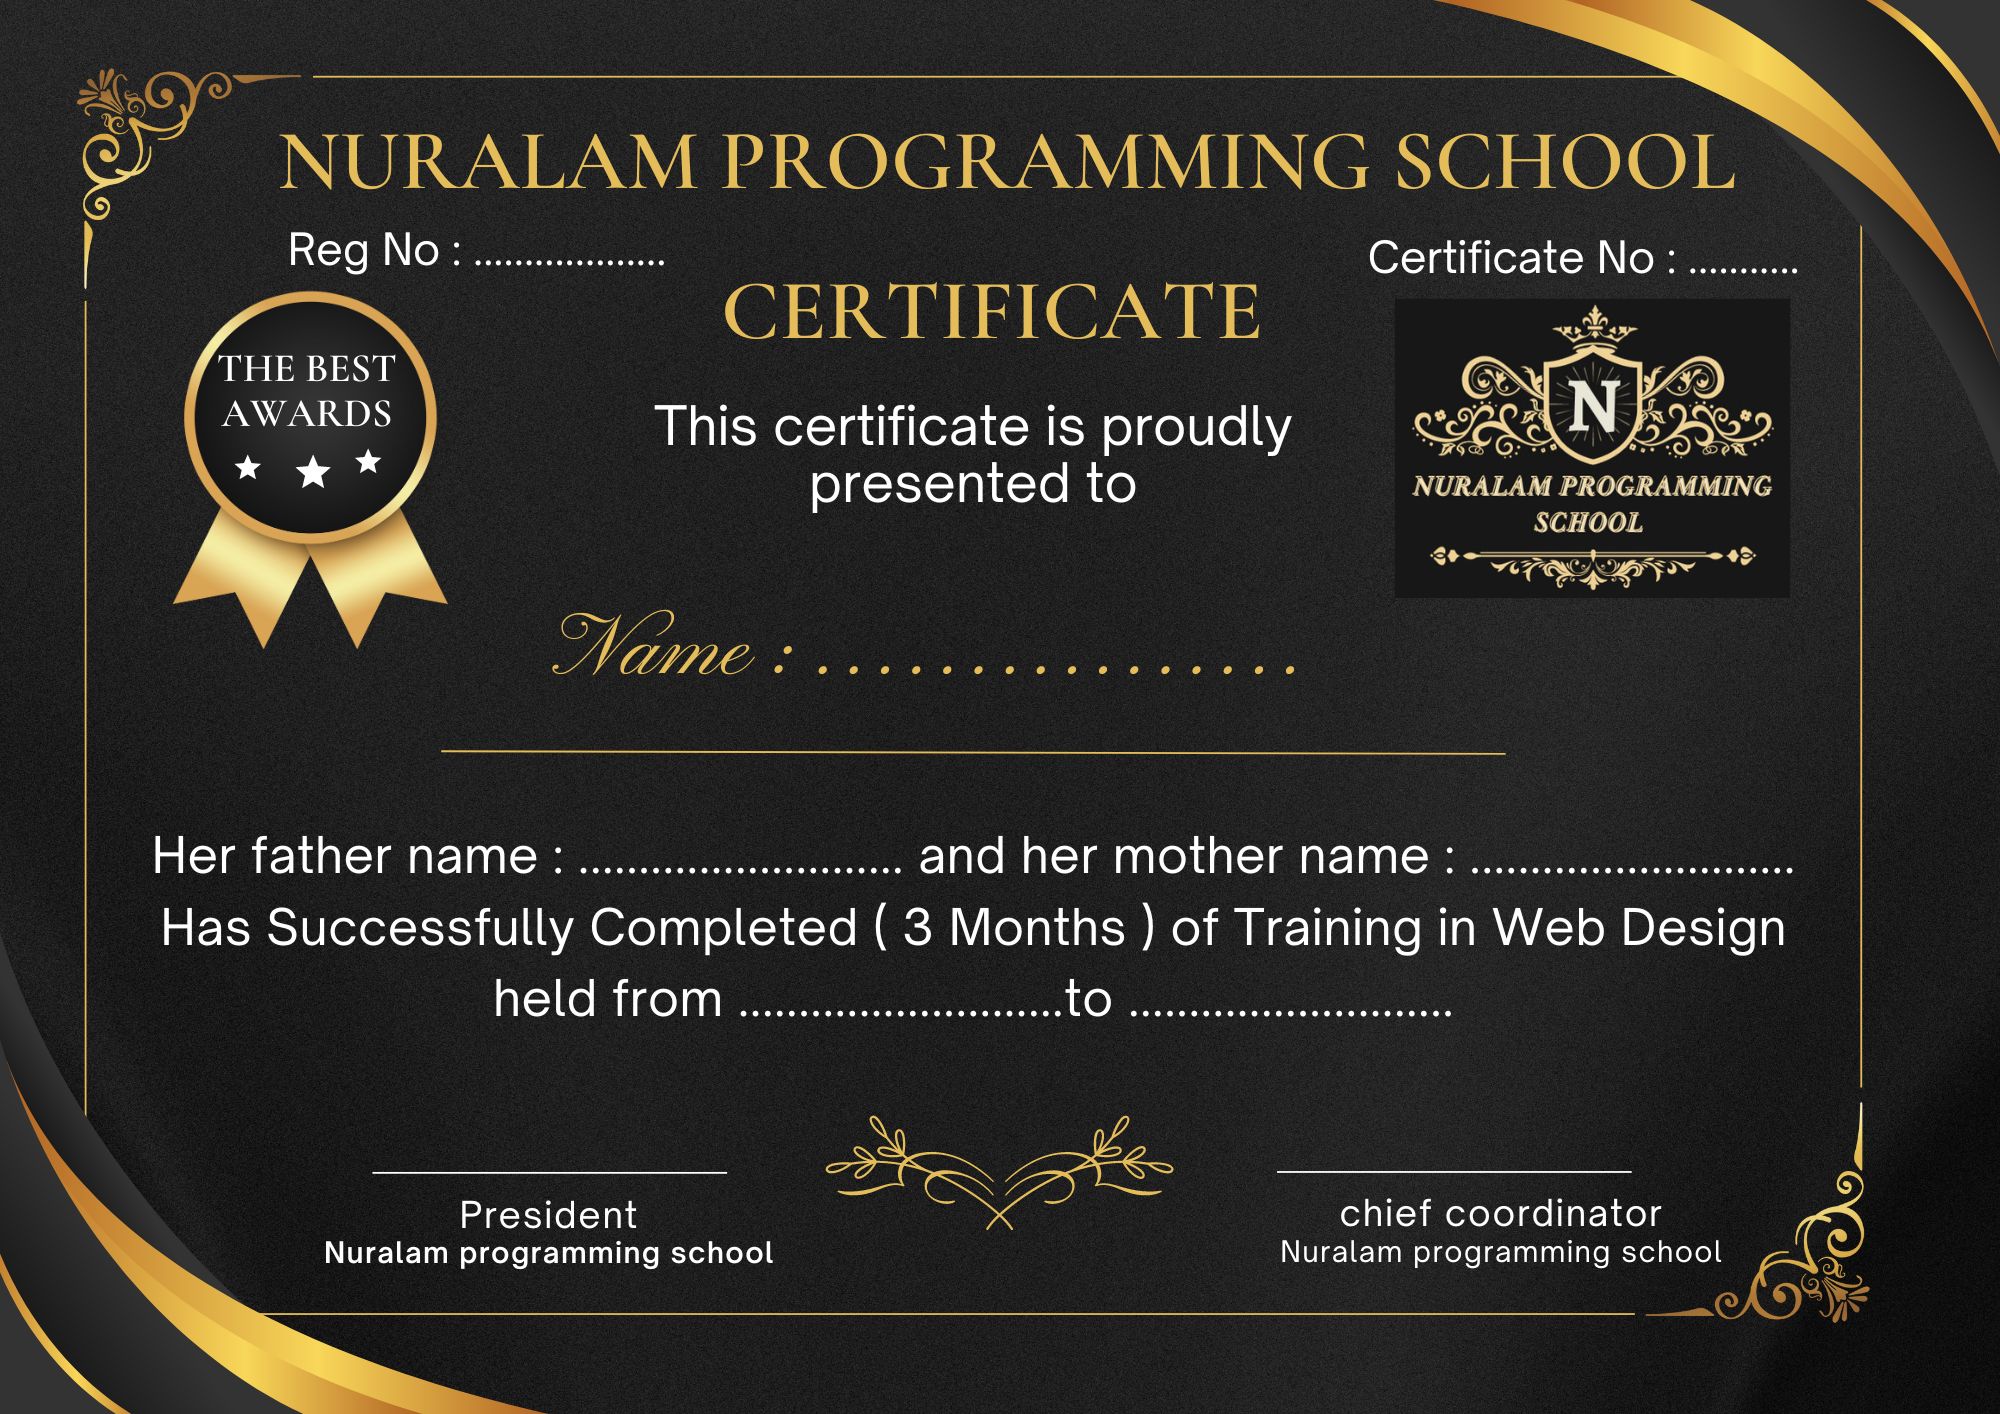 NURALAM PROGRAMMING SCHOOL
Reg No : ...................
Certificate No : ...........
CERTIFICATE
THE BEST
AWARDS
This certificate is proudly
presented to
N
NURALAM PROGRAMMING
SCHOOL
Name : . . . . . . . . . . . . . . . .
Her father name : ........................... and her mother name : ...........................
Has Successfully Completed ( 3 Months ) of Training in Web Design
held from ...........................to ...........................
President
Nuralam programming school
chief coordinator
Nuralam programming school